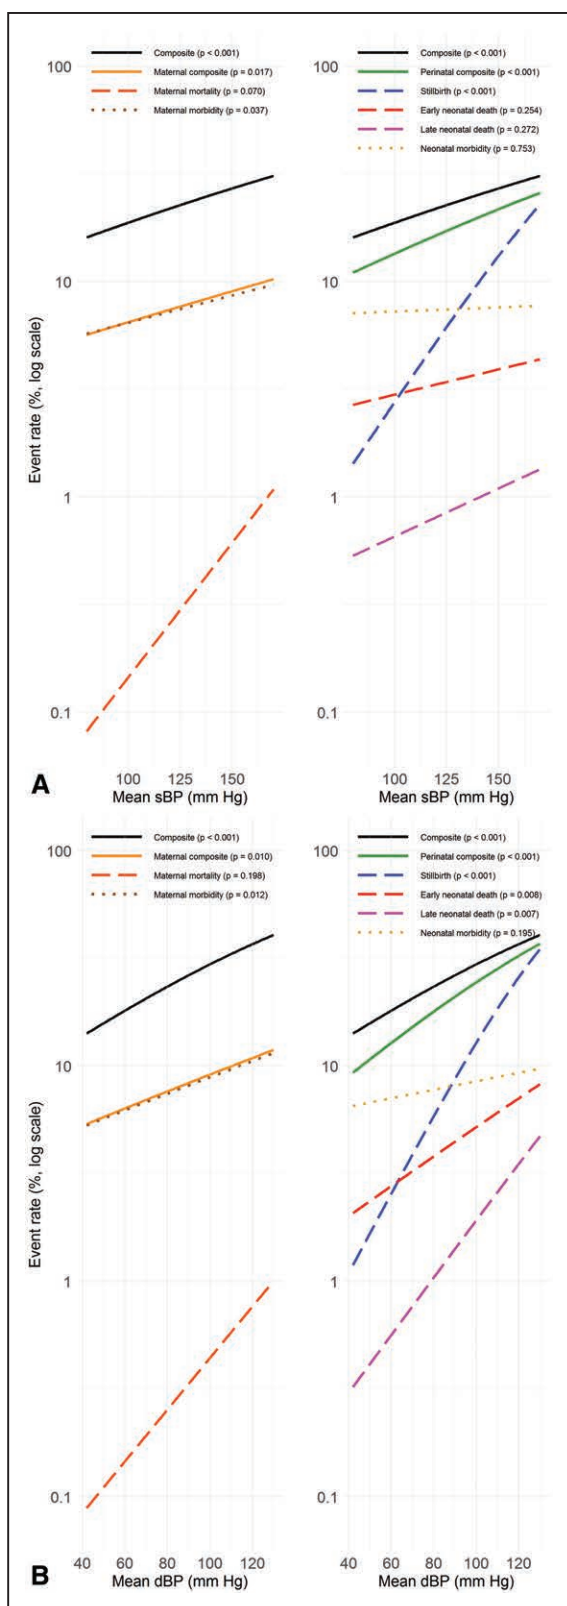 Composite (p < 0.001)
Maternal composite (p = 0.017)
Maternal mortality (p = 0.070)
Maternal morbidity (p = 0.037)
Composite (p < 0.001)
Perinatal composite (p < 0.001)
Stillbirth (p < 0.001)
Early neonatal death (p = 0.254)
Late neonatal death (p = 0.272)
Neonatal morbidity (p = 0.753)
Event rate (%, log scale)
100
10
1
0.1
100
10
1
0.1
100 125 150
100 125 150
Mean sBP (mm Hg)
Mean sBP (mm Hg)
A
Composite (p < 0.001)
Maternal composite (p = 0.010)
Maternal mortality (p = 0.198)
Maternal morbidity (p = 0.012)
Composite (p < 0.001)
Perinatal composite (p < 0.001)
Stillbirth (p < 0.001)
Early neonatal death (p = 0.008)
Late neonatal death (p = 0.007)
Neonatal morbidity (p = 0.195)
Event rate (%, log scale)
100
10
1
0.1
100
10
1
0.1
40 60 80 100 120
40 60 80 100 120
Mean dBP (mm Hg)
Mean dBP (mm Hg)
B